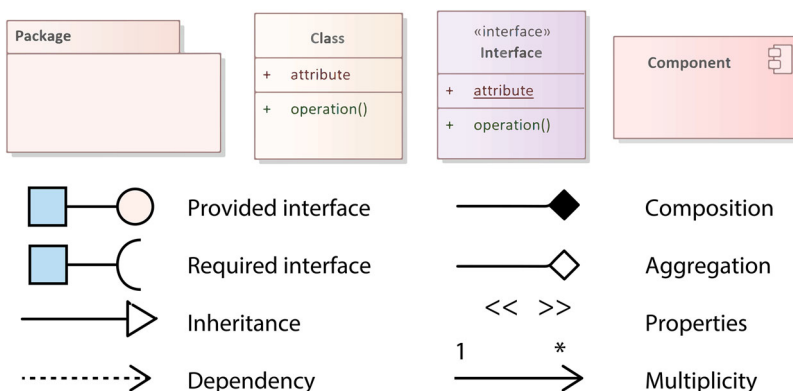 Package
Class
+ attribute
+ operation()
«interface»
Interface
+ attribute
+ operation()
Component
Provided interface
Composition
Required interface
Aggregation
Inheritance
<< >>
Properties
Dependency
1 *
Multiplicity